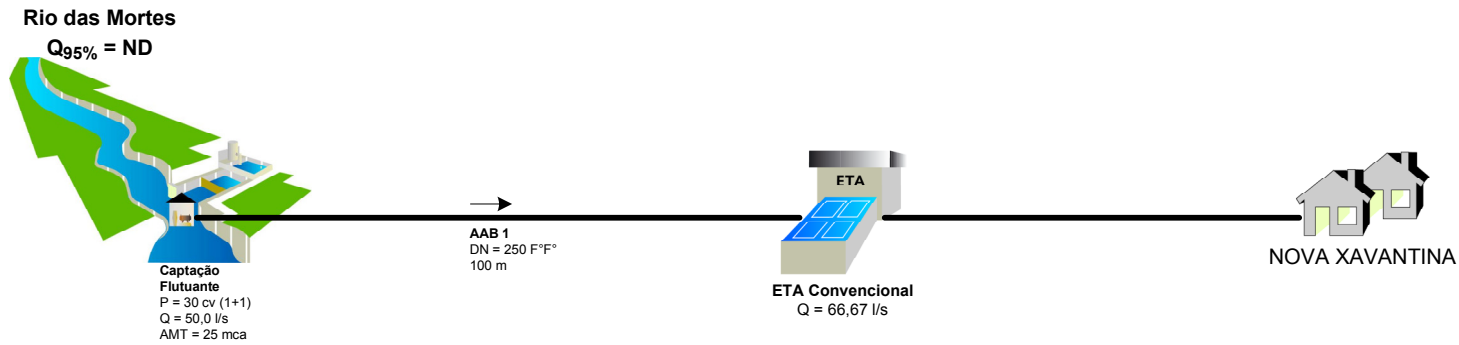 Rio das Mortes
Q95% = ND
Captação
Flutuante
P = 30 cv (1+1)
Q = 50,0 l/s
AMT = 25 mca
AAB 1
DN = 250 F°F°
100 m
ETA
ETA Convencional
Q = 66,67 l/s
NOVA XAVANTINA